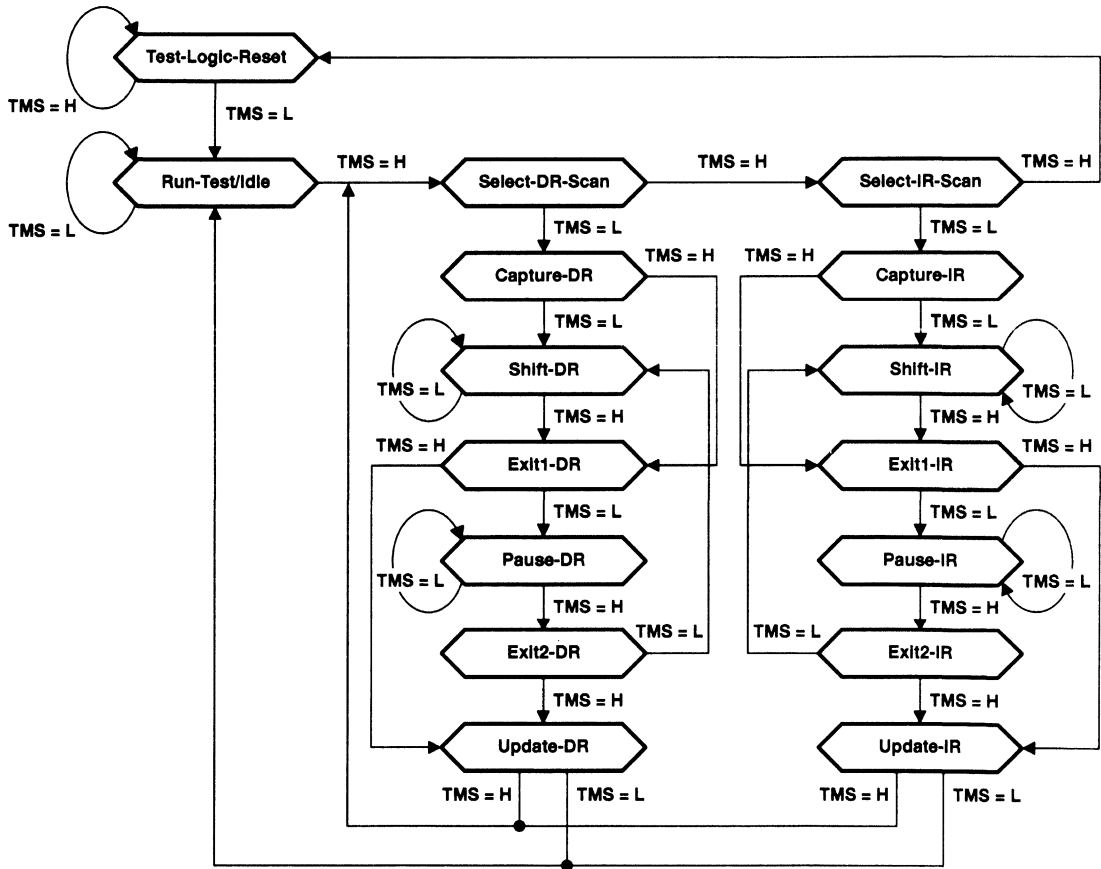 Test-Logic-Reset
TMS = H
TMS = L
Run-Test/Idle
TMS = H
Select-DR-Scan
TMS = H
Select-IR-Scan
TMS = H
TMS = L
TMS = L
TMS = L
Capture-DR
TMS = H
TMS = H
Capture-IR
TMS = L
TMS = L
Shift-DR
Shift-IR
TMS = L
TMS = L
TMS = H
TMS = H
TMS = H
Exit1-DR
Exit1-IR
TMS = H
TMS = L
TMS = L
Pause-DR
Pause-IR
TMS = L
TMS = L
TMS = H
TMS = H
Exit2-DR
TMS = L
TMS = L
Exit2-IR
TMS = H
TMS = H
Update-DR
Update-IR
TMS = H
TMS = L
TMS = H
TMS = L